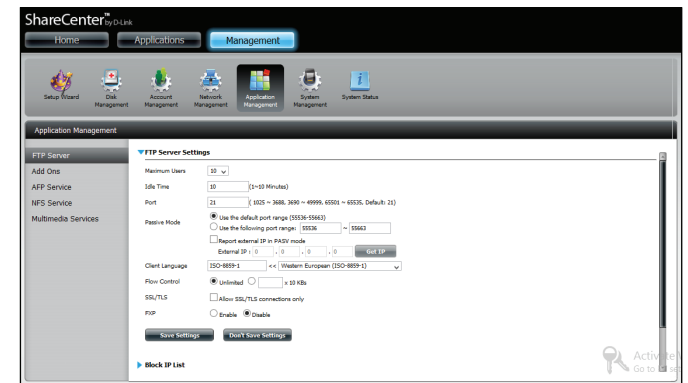 ShareCenter™ by D-Link
Home Applications Management
Setup Wizard Disk Management Account Management Network Management Application Management System Management System Status
Application Management
FTP Server
Add Ons
AFP Service
NFS Service
Multimedia Services
FTP Server Settings
Maximum Users 10
Idle Time 10 (1~10 Minutes)
Port 21 ( 1025 ~ 3688, 3690 ~ 49999, 65501 ~ 65535, Default: 21)
Passive Mode Use the default port range (55536-55663)
Use the following port range: 55536 ~ 55663
Report external IP in PASV mode
External IP : 0 . 0 . 0 . 0 Get IP
Client Language ISO-8859-1 << Western European (ISO-8859-1)
Flow Control Unlimited x 10 KBs
SSL/TLS Allow SSL/TLS connections only
FXP Enable Disable
Save Settings Don't Save Settings
Block IP List
Go to